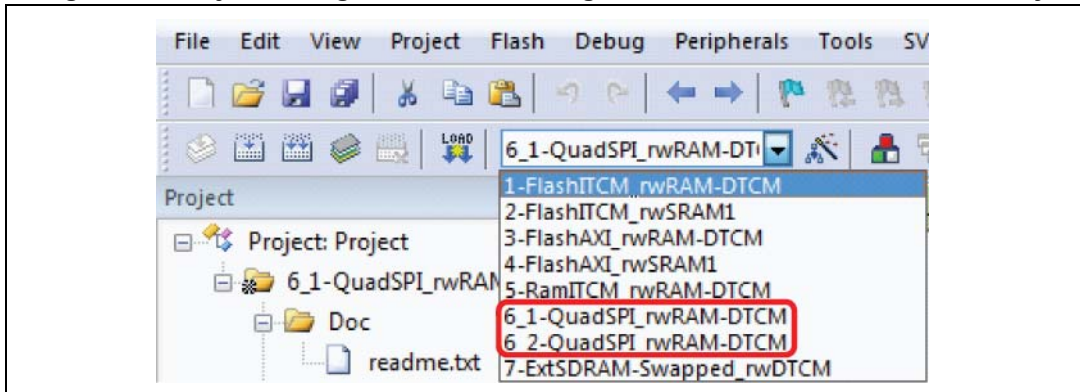 File Edit View Project Flash Debug Peripherals Tools SV
LOAD 6_1-QuadSPI_rwRAM-DT
Project
1-FlashITCM_rwRAM-DTCM
2-FlashITCM_rwSRAM1
3-FlashAXI_rwRAM-DTCM
4-FlashAXI_rwSRAM1
5-RamITCM_rwRAM-DTCM
6_1-QuadSPI_rwRAM-DTCM
6_2-QuadSPI_rwRAM-DTCM
7-ExtSDRAM-Swapped_rwDTCM
Project: Project
6_1-QuadSPI_rwRAM
Doc
readme.txt